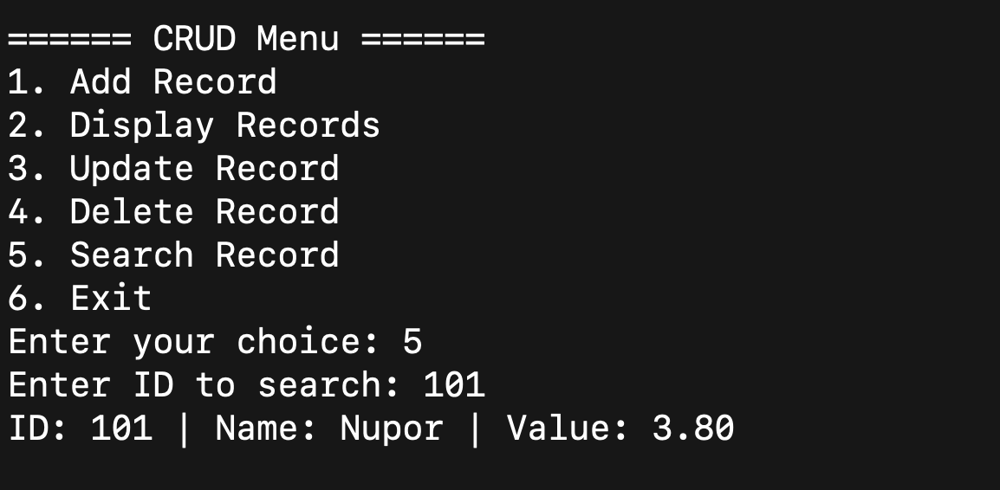 ====== CRUD Menu ======
1. Add Record
2. Display Records
3. Update Record
4. Delete Record
5. Search Record
6. Exit
Enter your choice: 5
Enter ID to search: 101
ID: 101 | Name: Nupor | Value: 3.80